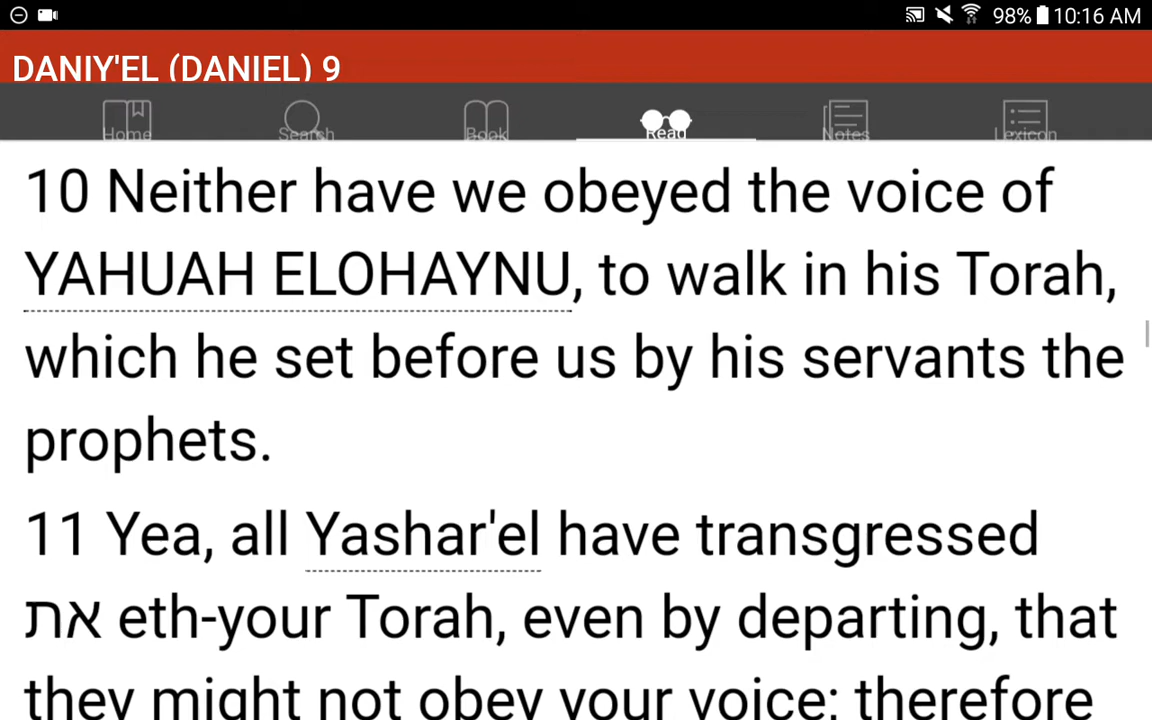 98% 10:16 AM
DANIY'EL (DANIEL) 9
Home Search Book Read Notes Lexicon
10 Neither have we obeyed the voice of
YAHUAH ELOHAYNU, to walk in his Torah,
which he set before us by his servants the
prophets.
11 Yea, all Yashar'el have transgressed
את eth-your Torah, even by departing, that
they might not obey your voice; therefore